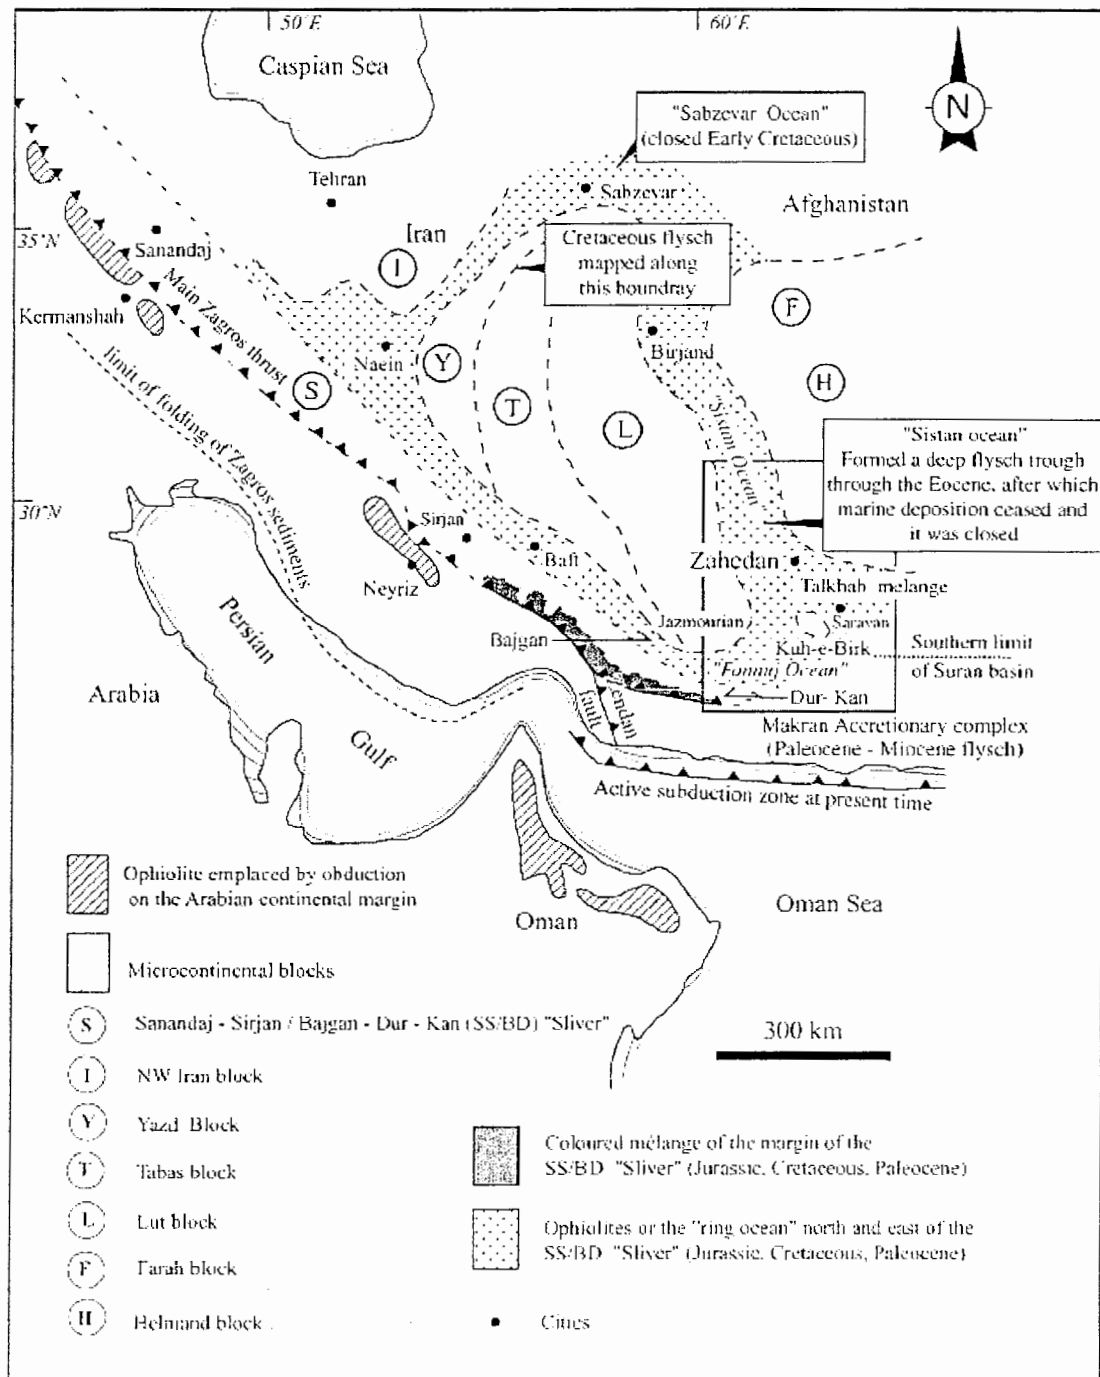 50°E
60°E
Caspian Sea
"Sabzevar Ocean"
(closed Early Cretaceous)
N
Tehran
Sabzevar
Afghanistan
35°N
Sanandaj
Iran
Cretaceous flysch
mapped along
this boundray
I
F
Kermanshah
Main Zagros thrust
Naein
Y
Birjand
limit of folding of Zagros sediments
S
T
L
H
"Sistan Ocean"
"Sistan ocean"
Formed a deep flysch trough
through the Eocene, after which
marine deposition ceased and
it was closed
30°N
Sirjan
Baft
Zahedan
Neyriz
Talkhab melange
Persian
Gulf
Jazmourian
Saravan
Bajgan
Kuh-e-Birk
Southern limit
of Suran basin
"Fannuj Ocean"
Arabia
Dur-Kan
endan
fault
Makran Accretionary complex
(Paleocene - Miocene flysch)
Active subduction zone at present time
Ophiolite emplaced by obduction
on the Arabian continental margin
Oman
Oman Sea
Microcontinental blocks
S Sanandaj - Sirjan / Bajgan - Dur - Kan (SS/BD) "Sliver"
300 km
I NW Iran block
Y Yazd Block
T Tabas block
L Lut block
F Farah block
H Helmand block
Coloured mélange of the margin of the
SS/BD "Sliver" (Jurassic, Cretaceous, Paleocene)
Ophiolites or the "ring ocean" north and east of the
SS/BD "Sliver" (Jurassic, Cretaceous, Paleocene)
Cities